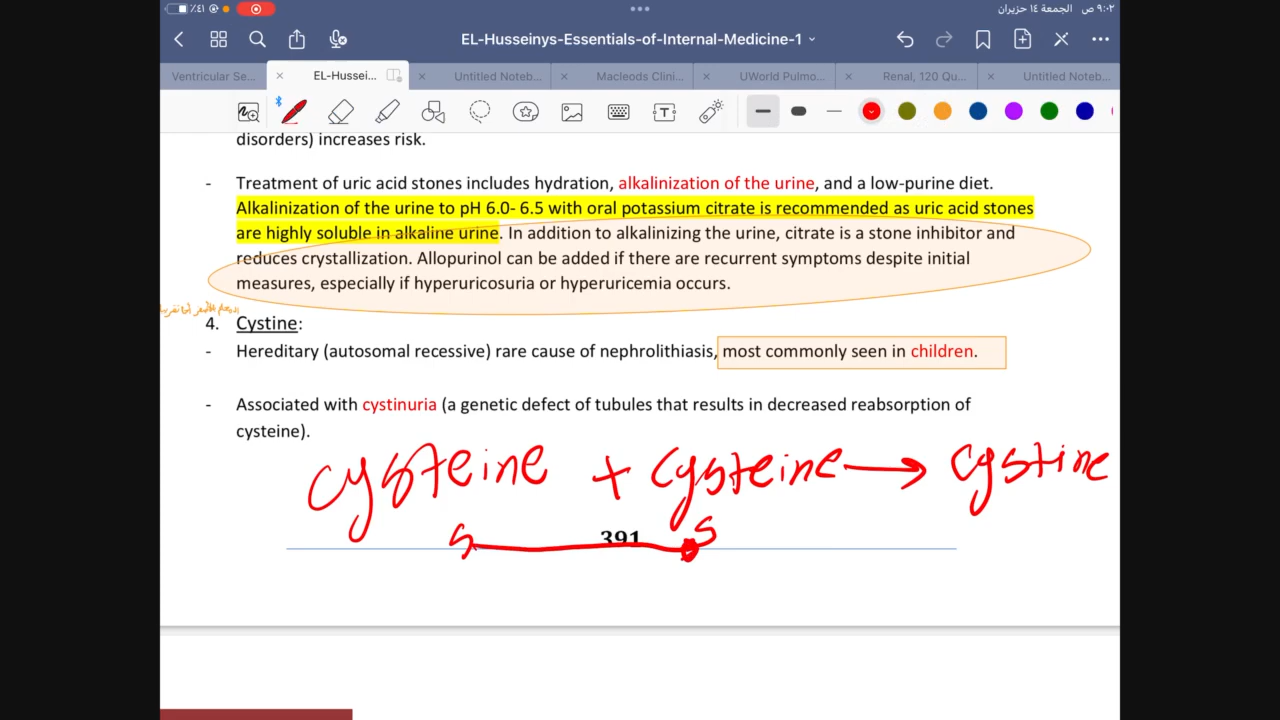 ٪٤١ ٩:٠٢ ص الجمعة ١٤ حزيران
EL-Husseinys-Essentials-of-Internal-Medicine-1
Ventricular Se... EL-Hussei... Untitled Noteb... Macleods Clini... UWorld Pulmo... Renal, 120 Qu... Untitled Noteb...
disorders) increases risk.
- Treatment of uric acid stones includes hydration, alkalinization of the urine, and a low-purine diet.
Alkalinization of the urine to pH 6.0- 6.5 with oral potassium citrate is recommended as uric acid stones
are highly soluble in alkaline urine. In addition to alkalinizing the urine, citrate is a stone inhibitor and
reduces crystallization. Allopurinol can be added if there are recurrent symptoms despite initial
measures, especially if hyperuricosuria or hyperuricemia occurs.
4. Cystine:
- Hereditary (autosomal recessive) rare cause of nephrolithiasis, most commonly seen in children.
- Associated with cystinuria (a genetic defect of tubules that results in decreased reabsorption of
cysteine).
cysteine + cysteine → cystine
S S
391